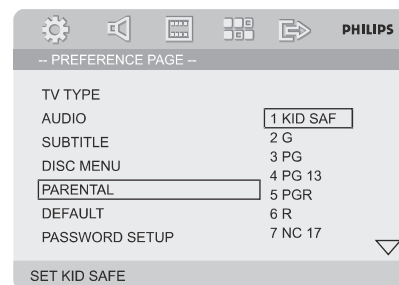 PHILIPS
-- PREFERENCE PAGE --
TV TYPE
AUDIO
SUBTITLE
DISC MENU
PARENTAL
DEFAULT
PASSWORD SETUP
1 KID SAF
2 G
3 PG
4 PG 13
5 PGR
6 R
7 NC 17
SET KID SAFE